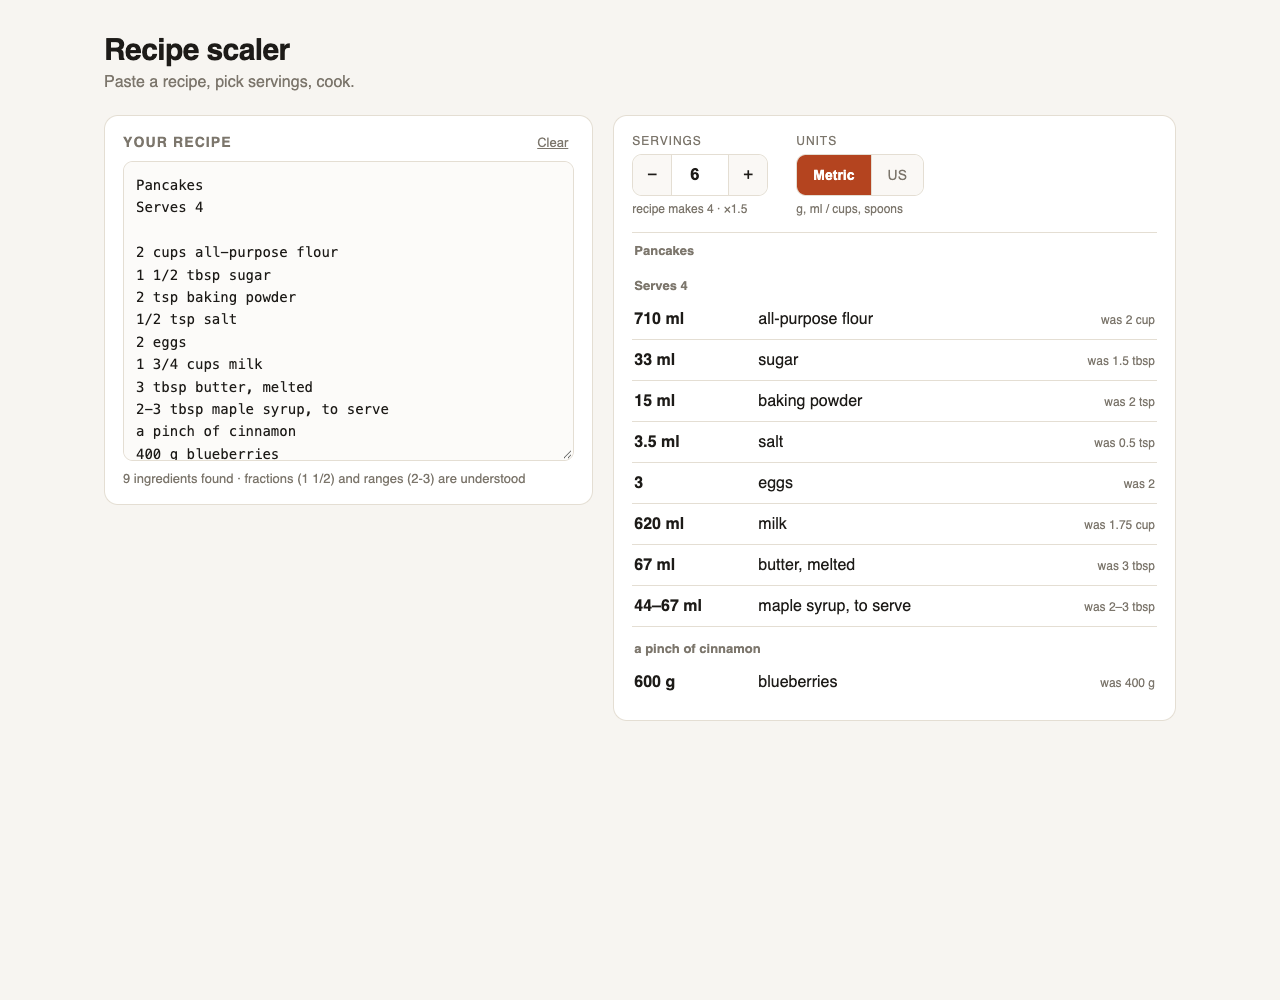 Recipe scaler
Paste a recipe, pick servings, cook.
YOUR RECIPE
Clear
Pancakes
Serves 4
2 cups all-purpose flour
1 1/2 tbsp sugar
2 tsp baking powder
1/2 tsp salt
2 eggs
1 3/4 cups milk
3 tbsp butter, melted
2-3 tbsp maple syrup, to serve
a pinch of cinnamon
400 g blueberries
9 ingredients found · fractions (1 1/2) and ranges (2-3) are understood
SERVINGS
− 6 +
recipe makes 4 · ×1.5
UNITS
Metric US
g, ml / cups, spoons
Pancakes
Serves 4
710 ml all-purpose flour was 2 cup
33 ml sugar was 1.5 tbsp
15 ml baking powder was 2 tsp
3.5 ml salt was 0.5 tsp
3 eggs was 2
620 ml milk was 1.75 cup
67 ml butter, melted was 3 tbsp
44–67 ml maple syrup, to serve was 2–3 tbsp
a pinch of cinnamon
600 g blueberries was 400 g